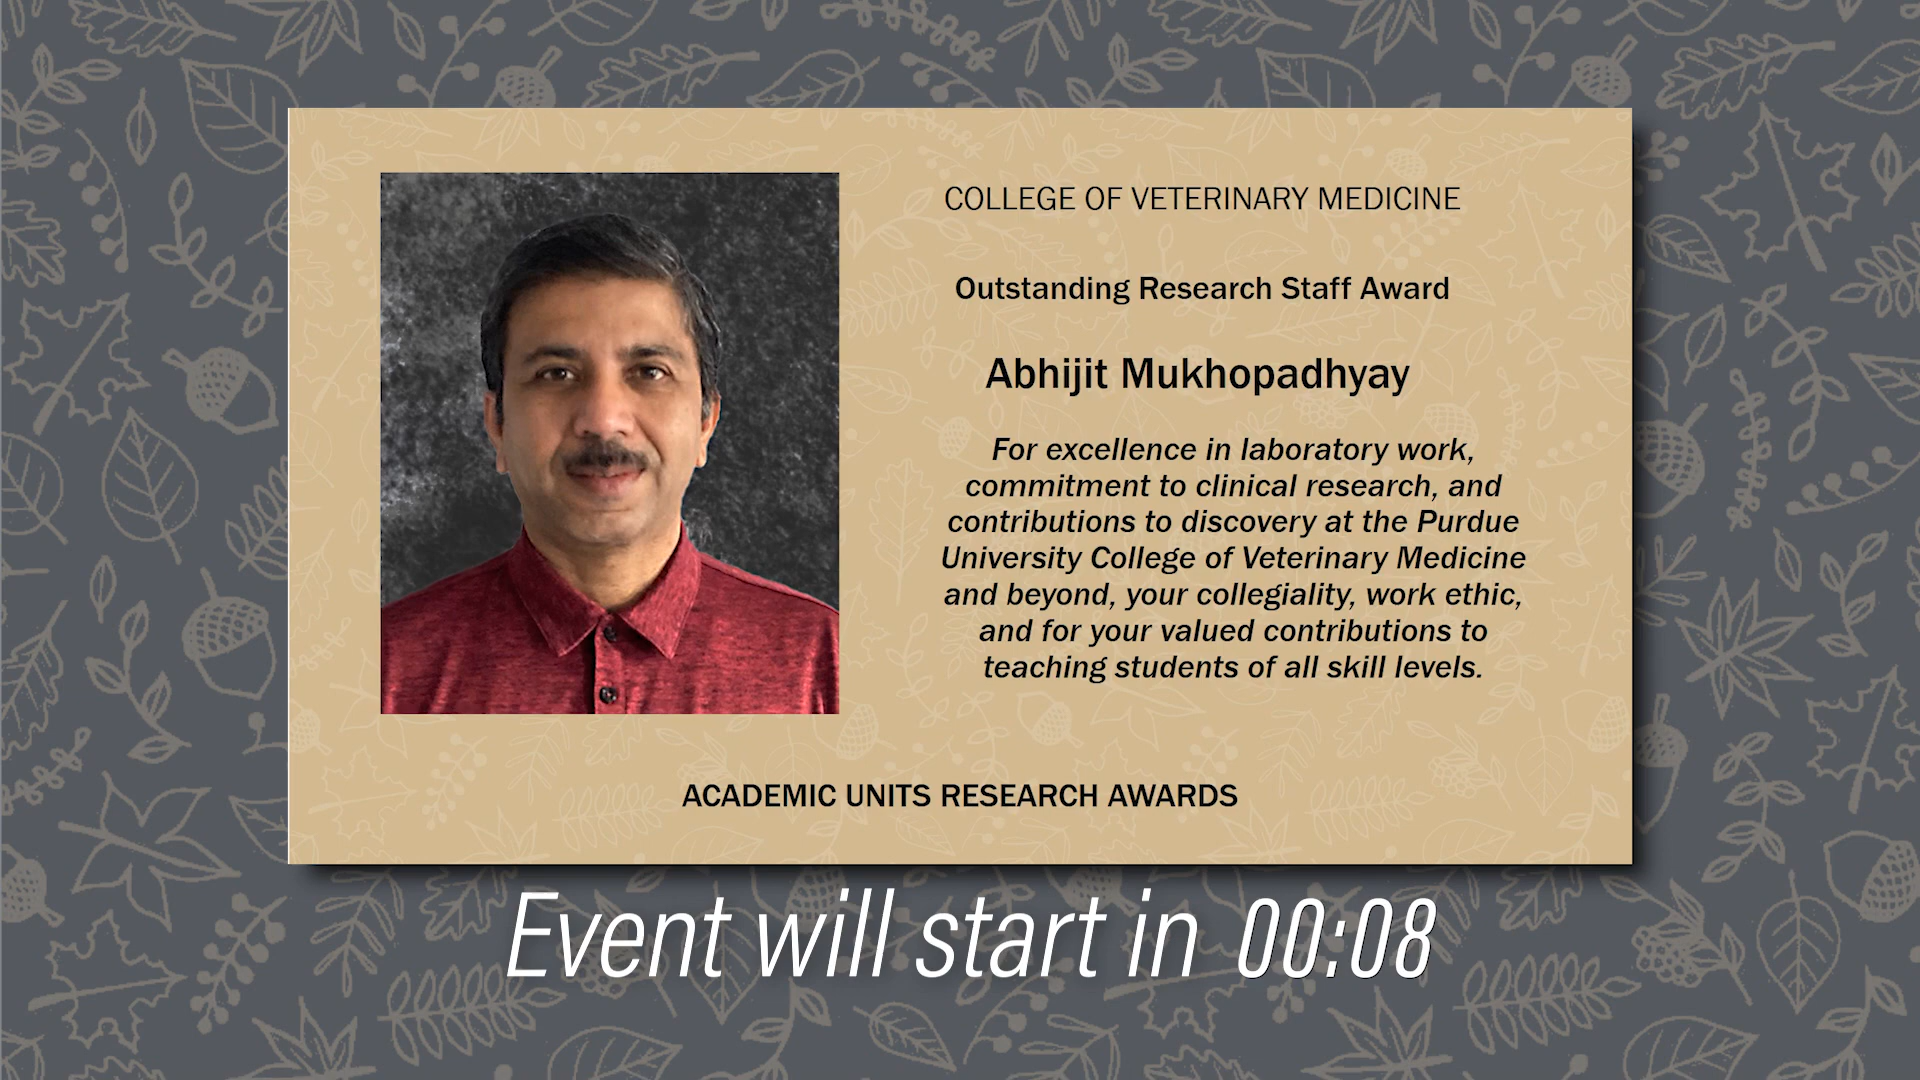 COLLEGE OF VETERINARY MEDICINE
Outstanding Research Staff Award
Abhijit Mukhopadhyay
For excellence in laboratory work,
commitment to clinical research, and
contributions to discovery at the Purdue
University College of Veterinary Medicine
and beyond, your collegiality, work ethic,
and for your valued contributions to
teaching students of all skill levels.
ACADEMIC UNITS RESEARCH AWARDS
Event will start in 00:08